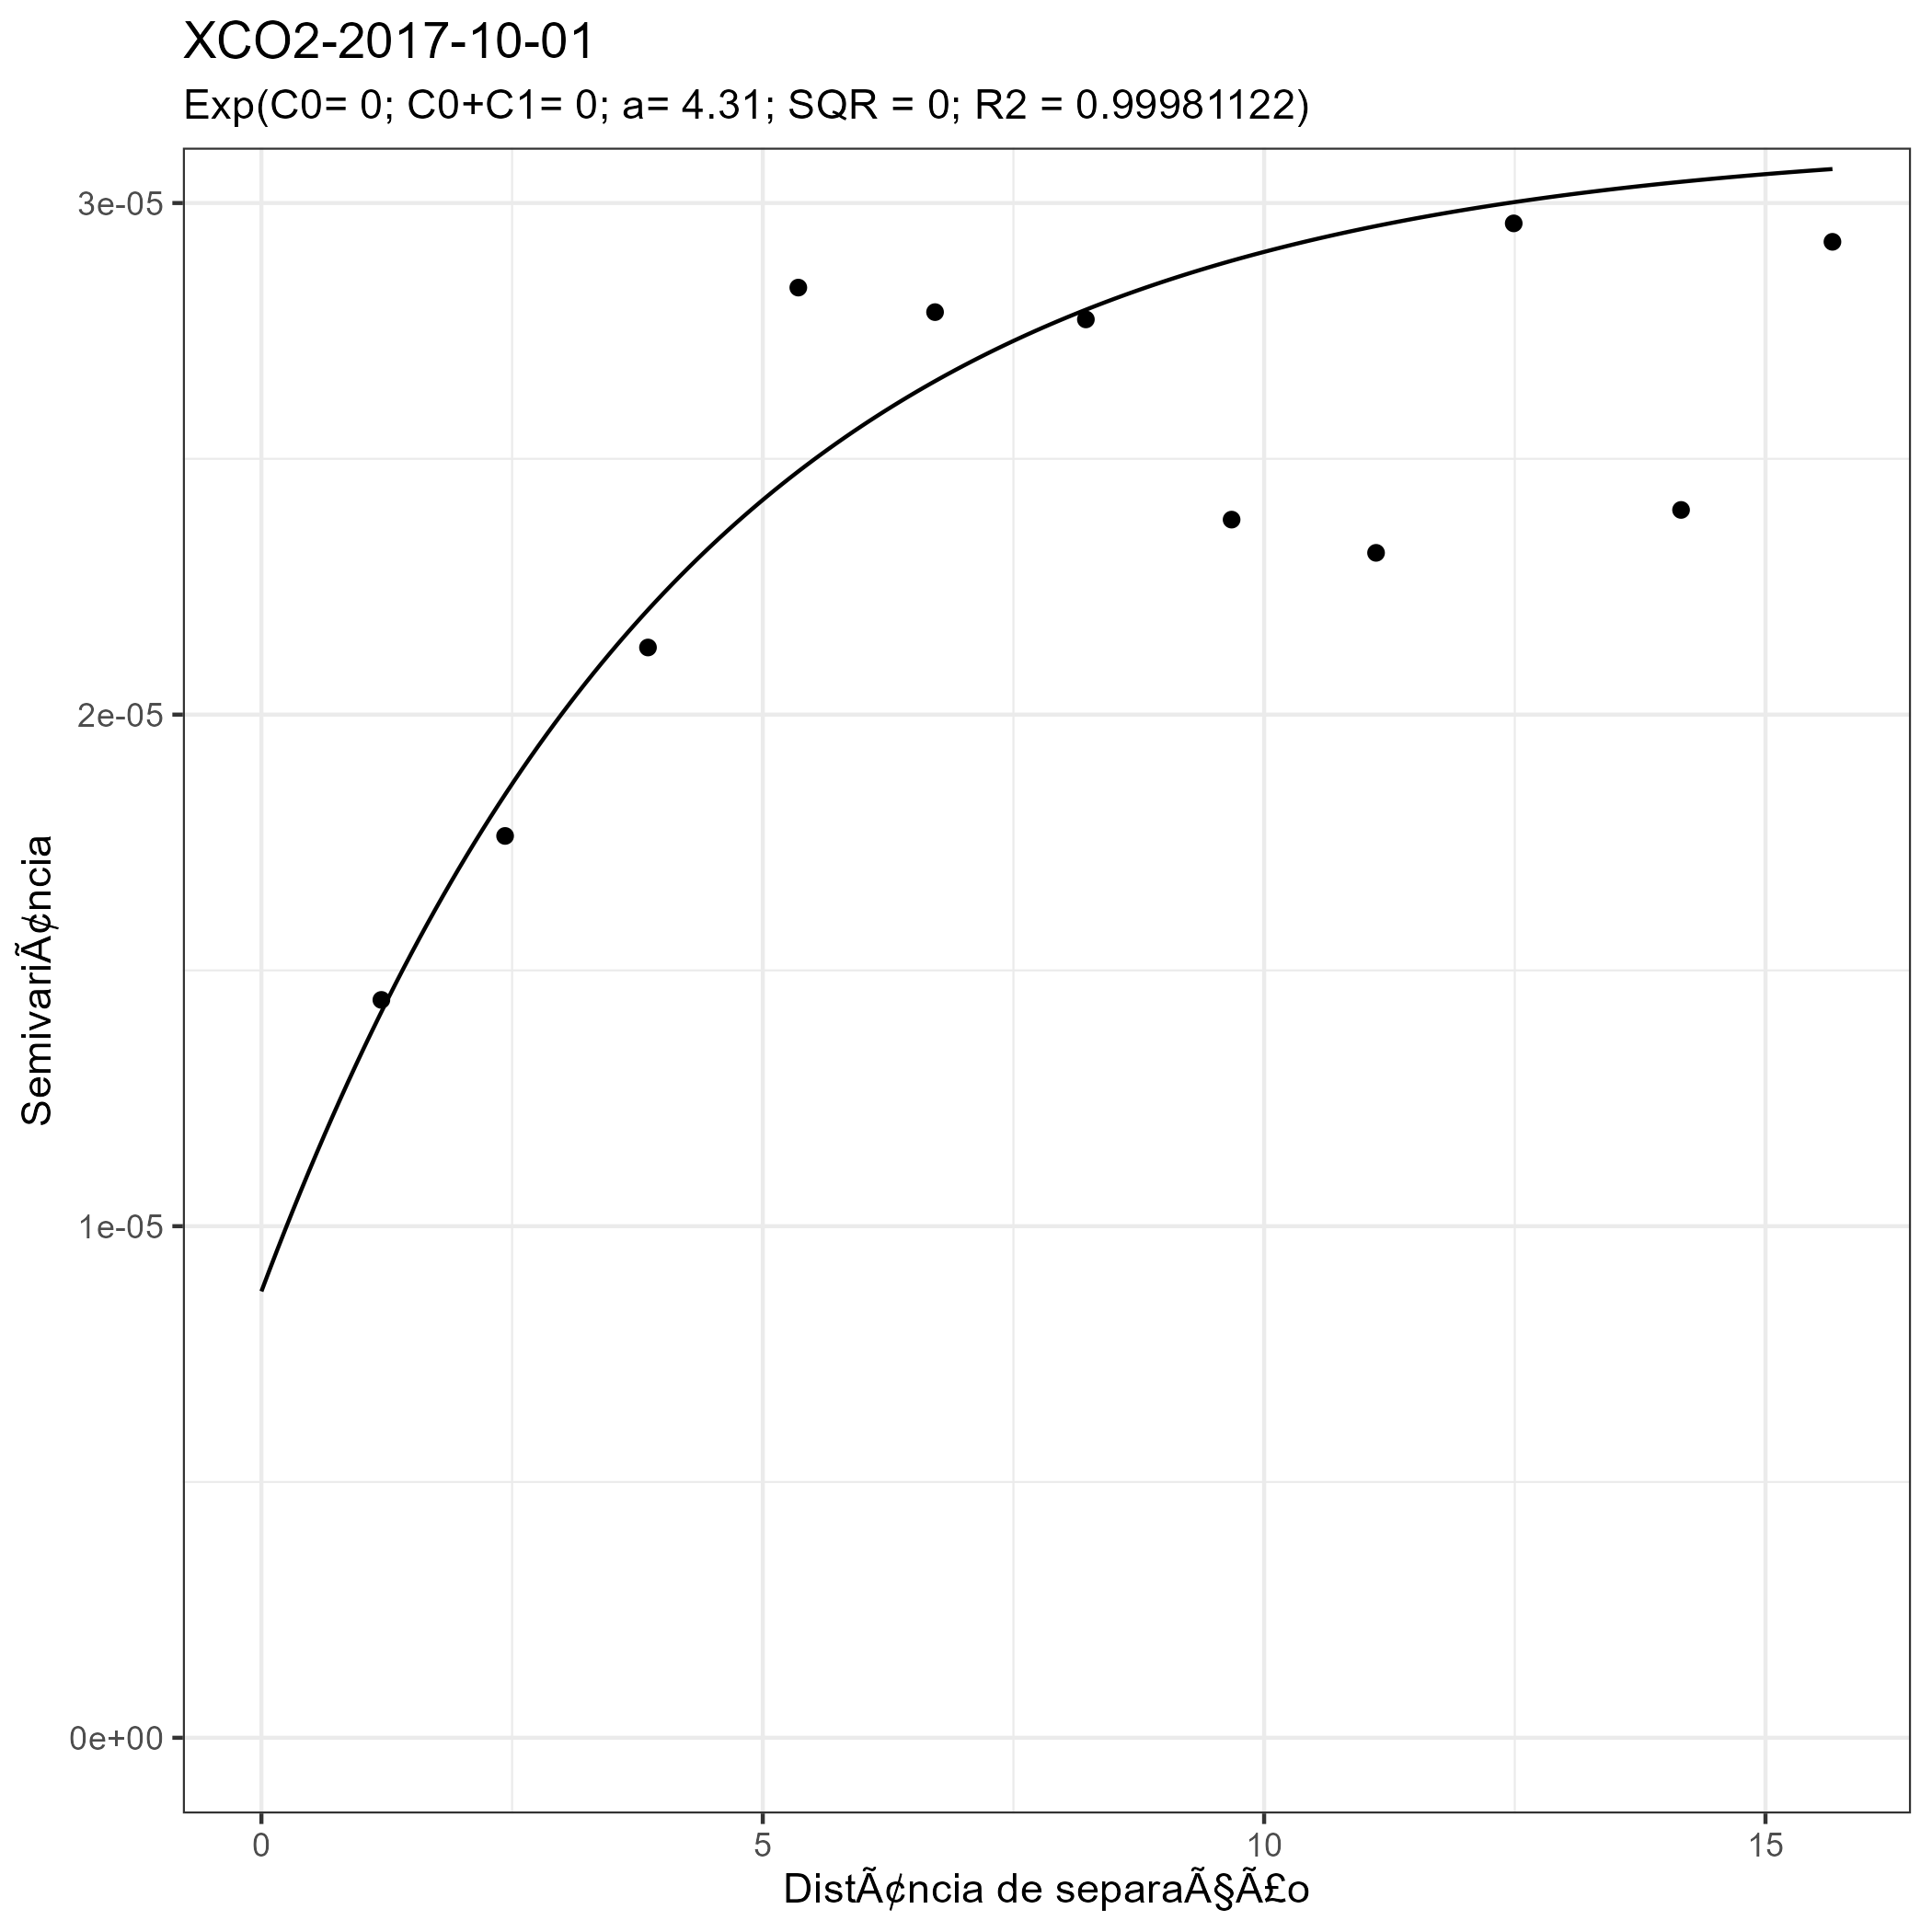 XCO2-2017-10-01
Exp(C0= 0; C0+C1= 0; a= 4.31; SQR = 0; R2 = 0.99981122)
3e-05
2e-05
1e-05
0e+00
SemivariÃ¢ncia
0 5 10 15
DistÃ¢ncia de separaÃ§Ã£o